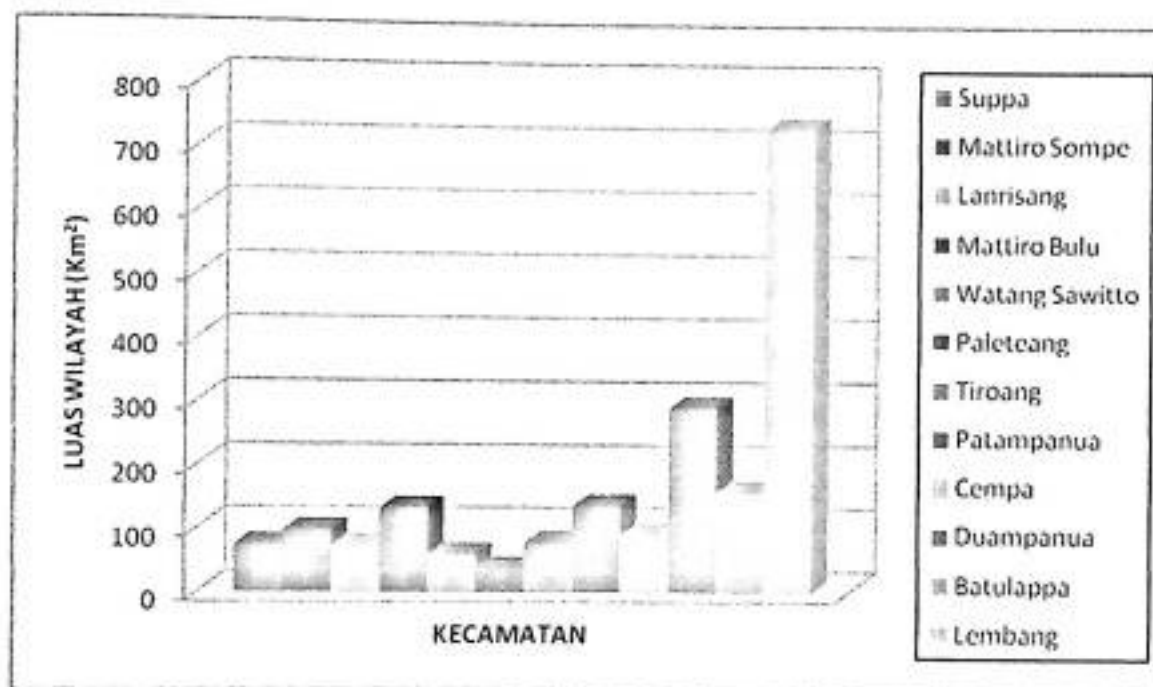 800
700
600
500
400
300
200
100
0
LUAS WILAYAH (Km²)
KECAMATAN
Suppa
Mattiro Sompe
Lanrisang
Mattiro Bulu
Watang Sawitto
Paleteang
Tiroang
Patampanua
Cempa
Duampanua
Batulappa
Lembang